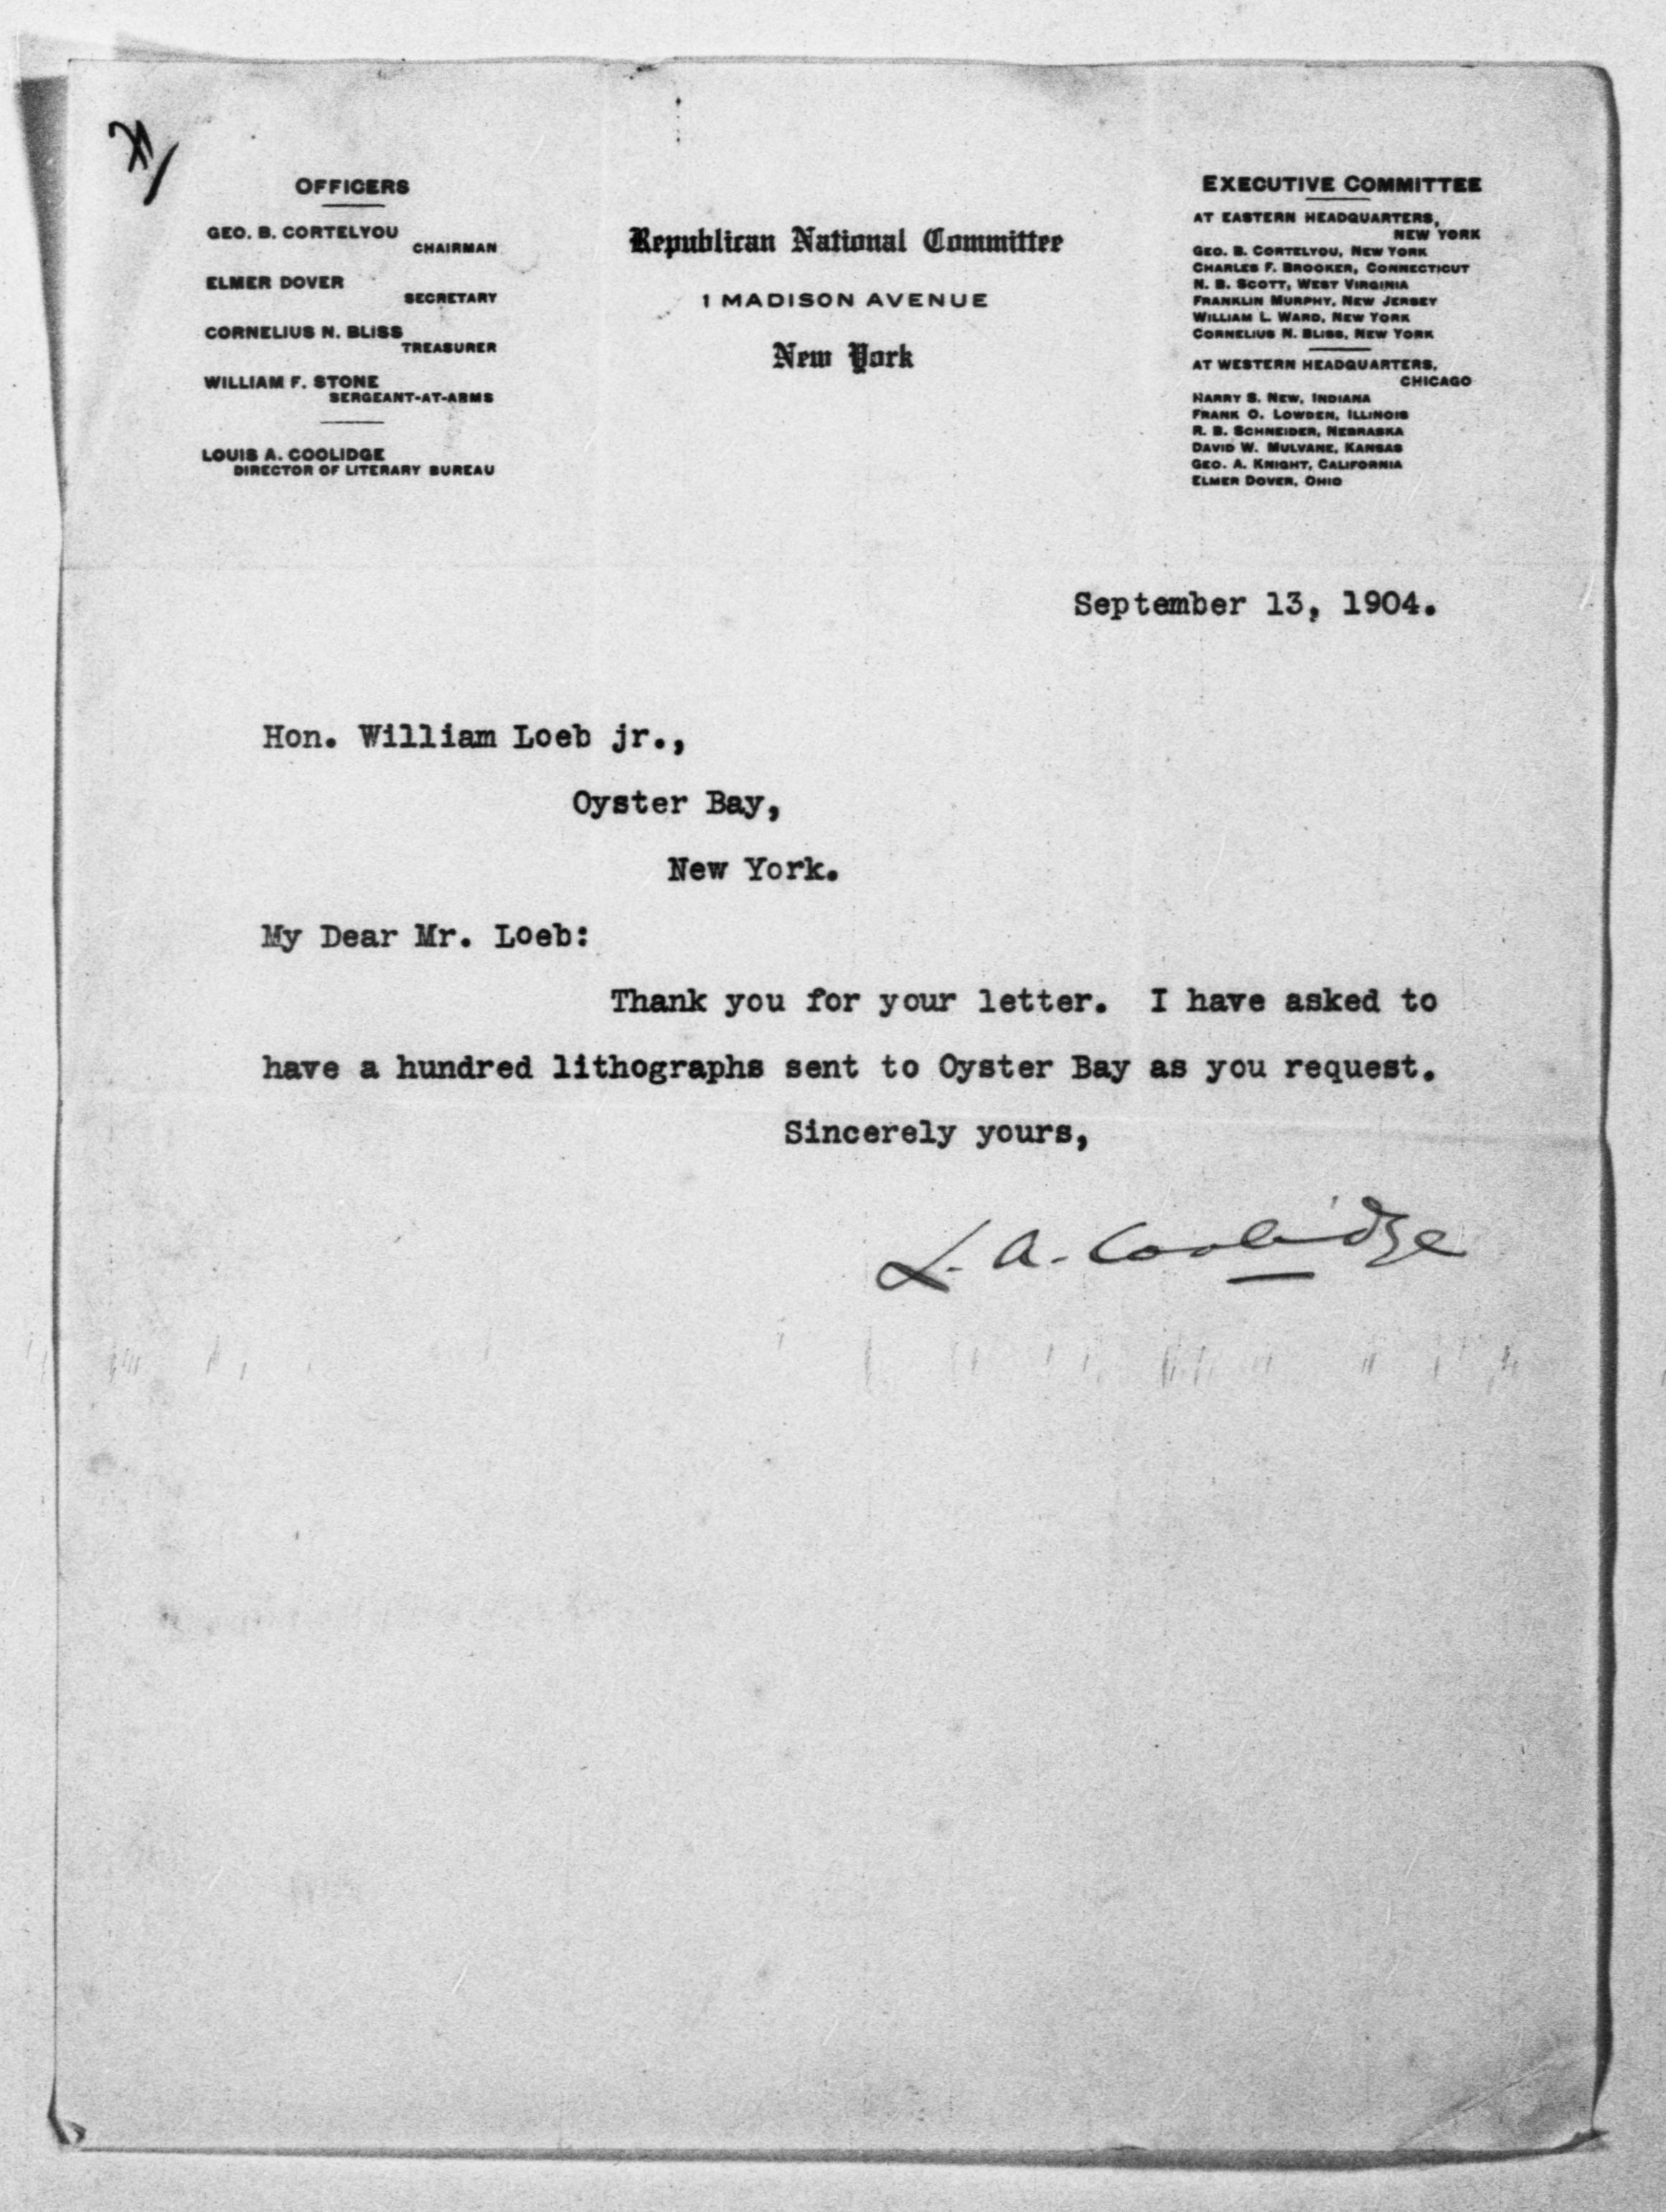 OFFICERS
GEO. B. CORTELYOU
CHAIRMAN
ELMER DOVER
SECRETARY
CORNELIUS N. BLISS
TREASURER
WILLIAM F. STONE
SERGEANT-AT-ARMS
LOUIS A. COOLIDGE
DIRECTOR OF LITERARY BUREAU
Republican National Committee
1 MADISON AVENUE
New York
EXECUTIVE COMMITTEE
AT EASTERN HEADQUARTERS,
NEW YORK
GEO. B. CORTELYOU, NEW YORK
CHARLES F. BROOKER, CONNECTICUT
N. B. SCOTT, WEST VIRGINIA
FRANKLIN MURPHY, NEW JERSEY
WILLIAM L. WARD, NEW YORK
CORNELIUS N. BLISS, NEW YORK
AT WESTERN HEADQUARTERS,
CHICAGO
HARRY S. NEW, INDIANA
FRANK O. LOWDEN, ILLINOIS
R. B. SCHNEIDER, NEBRASKA
DAVID W. MULVANE, KANSAS
GEO. A. KNIGHT, CALIFORNIA
ELMER DOVER, OHIO
September 13, 1904.
Hon. William Loeb jr.,
Oyster Bay,
New York.
My Dear Mr. Loeb:
Thank you for your letter. I have asked to
have a hundred lithographs sent to Oyster Bay as you request.
Sincerely yours,
L. A. Coolidge